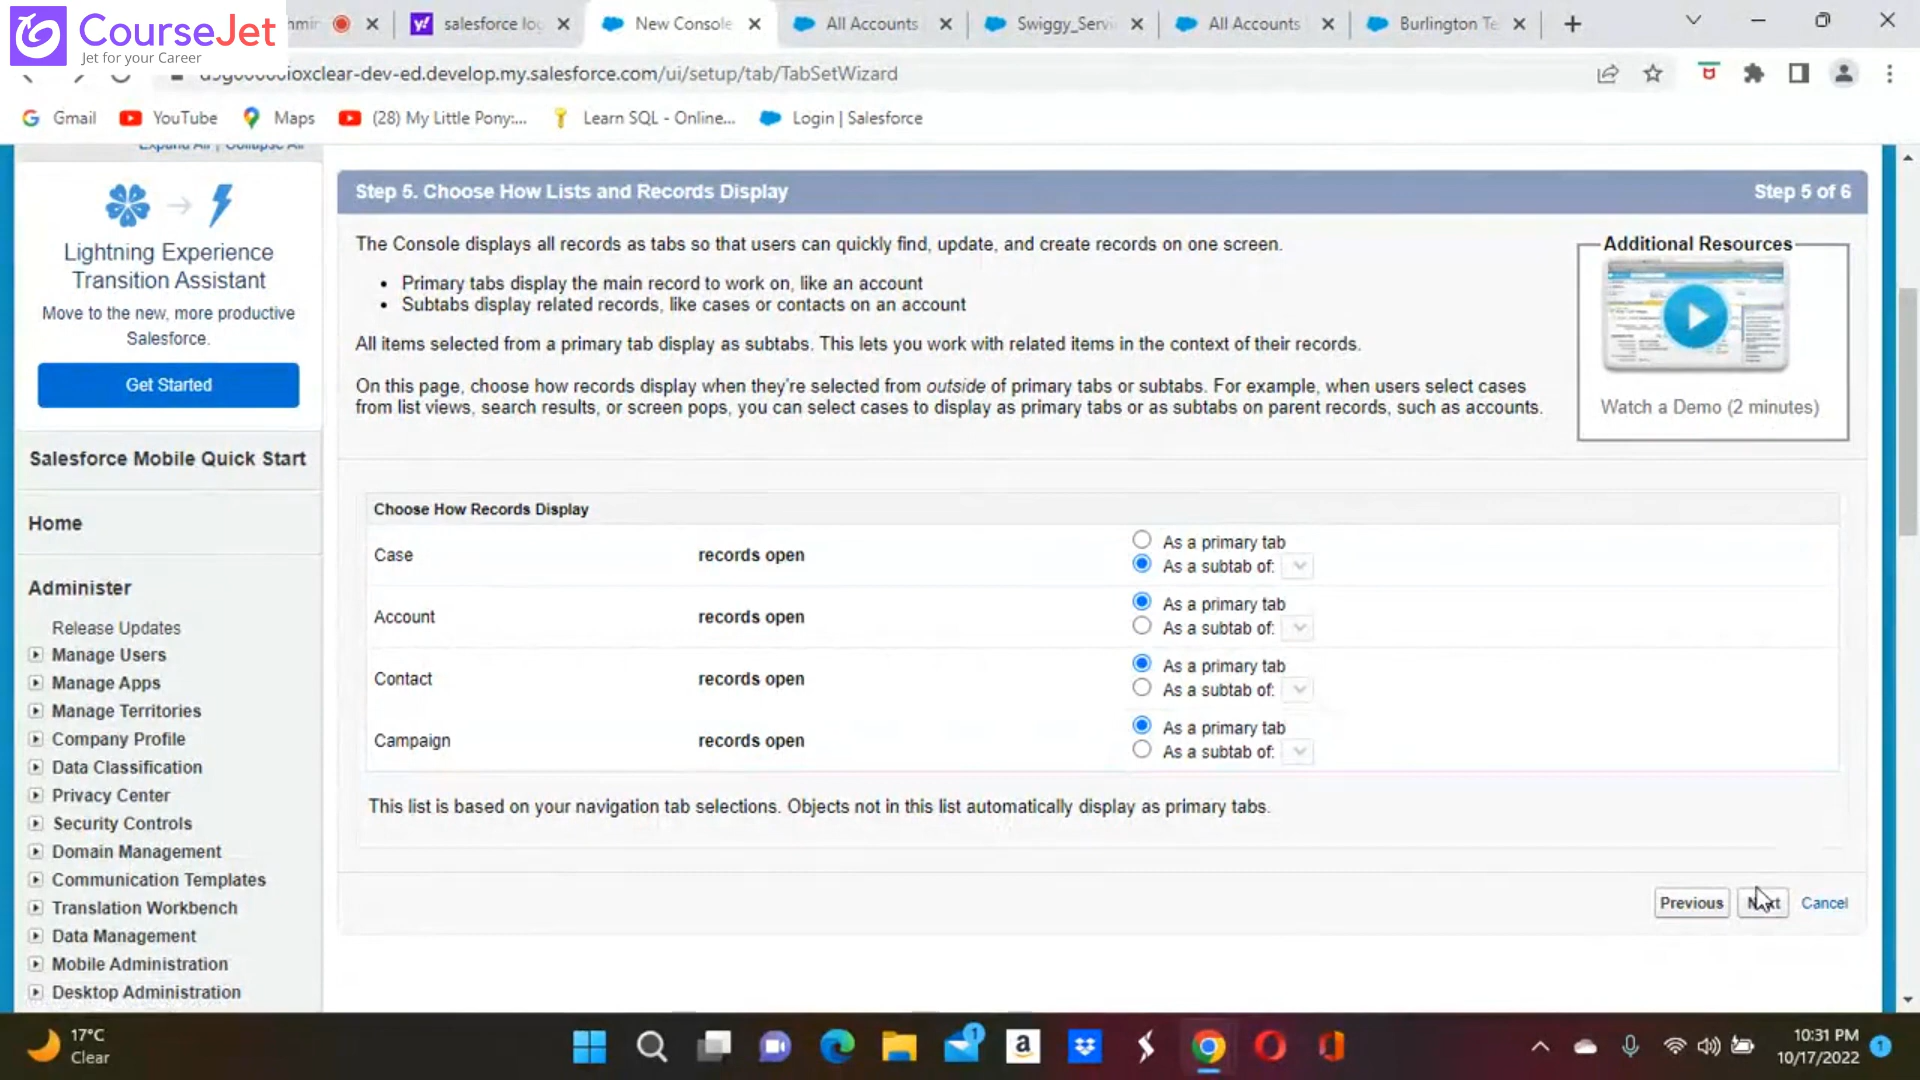 CourseJet
Jet for your Career
salesforce log
New Console
All Accounts
Swiggy_Servi
All Accounts
Burlington Te
ioxclear-dev-ed.develop.my.salesforce.com/ui/setup/tab/TabSetWizard
Gmail
YouTube
Maps
(28) My Little Pony:...
Learn SQL - Online...
Login | Salesforce
Expand All | Collapse All
Lightning Experience
Transition Assistant
Move to the new, more productive
Salesforce.
Get Started
Salesforce Mobile Quick Start
Home
Administer
Release Updates
Manage Users
Manage Apps
Manage Territories
Company Profile
Data Classification
Privacy Center
Security Controls
Domain Management
Communication Templates
Translation Workbench
Data Management
Mobile Administration
Desktop Administration
Step 5. Choose How Lists and Records Display
Step 5 of 6
The Console displays all records as tabs so that users can quickly find, update, and create records on one screen.
• Primary tabs display the main record to work on, like an account
• Subtabs display related records, like cases or contacts on an account
All items selected from a primary tab display as subtabs. This lets you work with related items in the context of their records.
On this page, choose how records display when they're selected from outside of primary tabs or subtabs. For example, when users select cases
from list views, search results, or screen pops, you can select cases to display as primary tabs or as subtabs on parent records, such as accounts.
Additional Resources
Watch a Demo (2 minutes)
Choose How Records Display
Case records open As a primary tab
As a subtab of:
Account records open As a primary tab
As a subtab of:
Contact records open As a primary tab
As a subtab of:
Campaign records open As a primary tab
As a subtab of:
This list is based on your navigation tab selections. Objects not in this list automatically display as primary tabs.
Previous
Next
Cancel
17°C
Clear
1
10:31 PM
10/17/2022
1